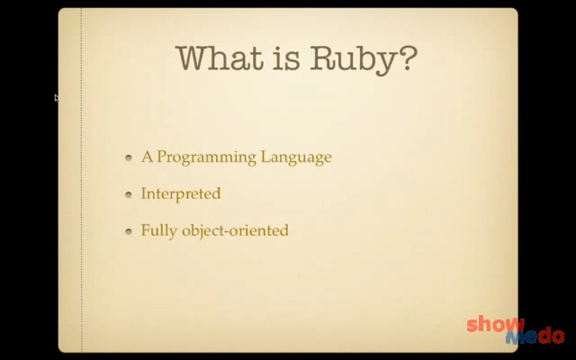 What is Ruby?
A Programming Language
Interpreted
Fully object-oriented
show
medo